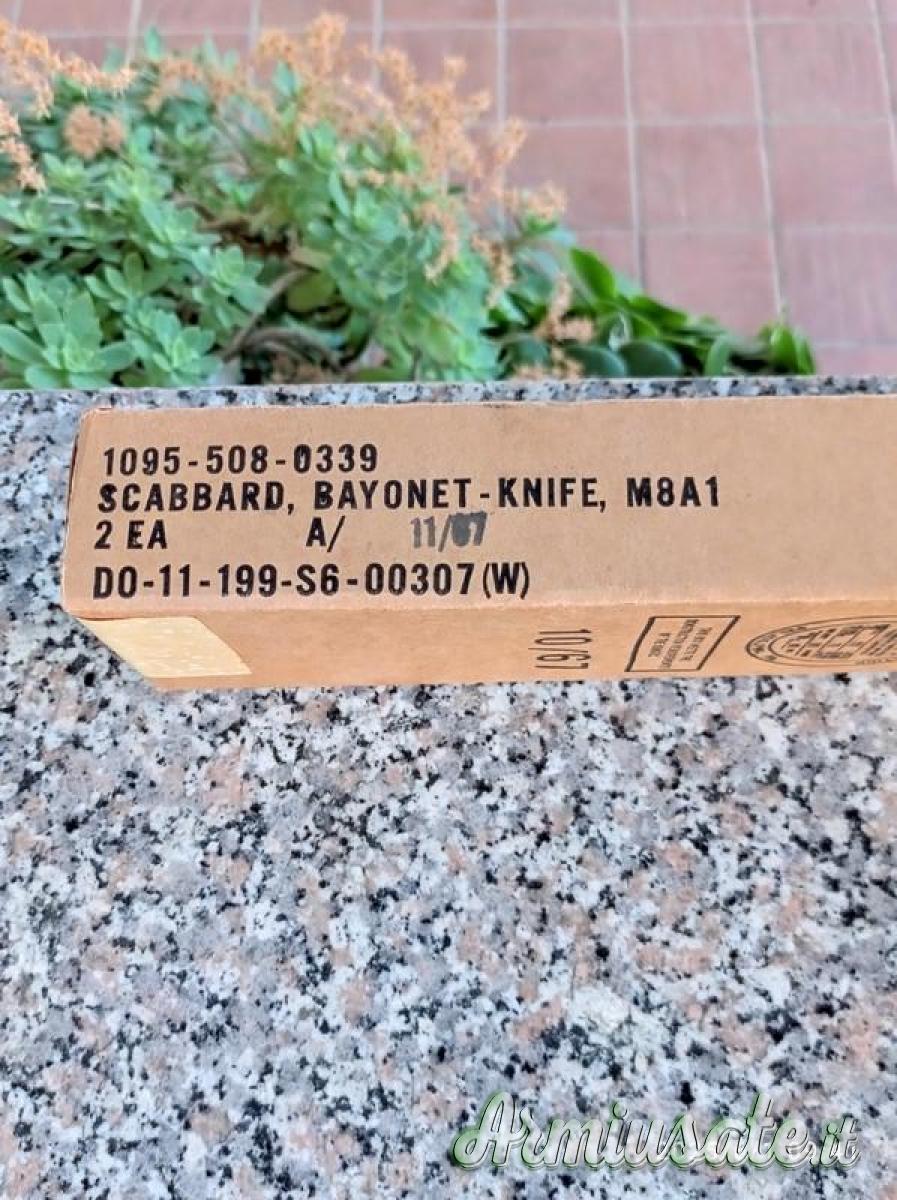 1095-508-0339
SCABBARD, BAYONET-KNIFE, M8A1
2 EA A/ 11/67
DO-11-199-S6-00307(W)
10/67
Armiusate.it